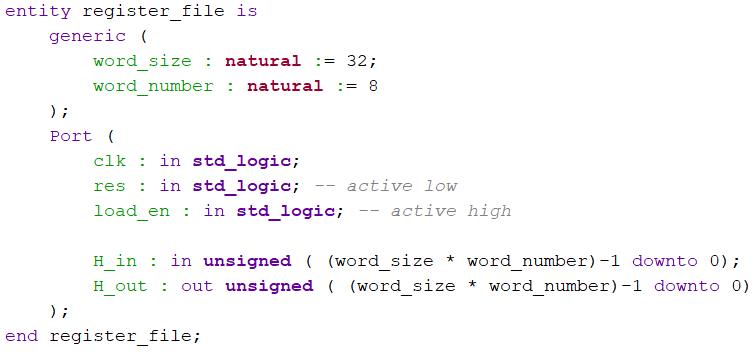 entity register_file is
    generic (
        word_size : natural := 32;
        word_number : natural := 8
    );
    Port (
        clk : in std_logic;
        res : in std_logic; -- active low
        load_en : in std_logic; -- active high

        H_in : in unsigned ( (word_size * word_number)-1 downto 0);
        H_out : out unsigned ( (word_size * word_number)-1 downto 0)
    );
end register_file;